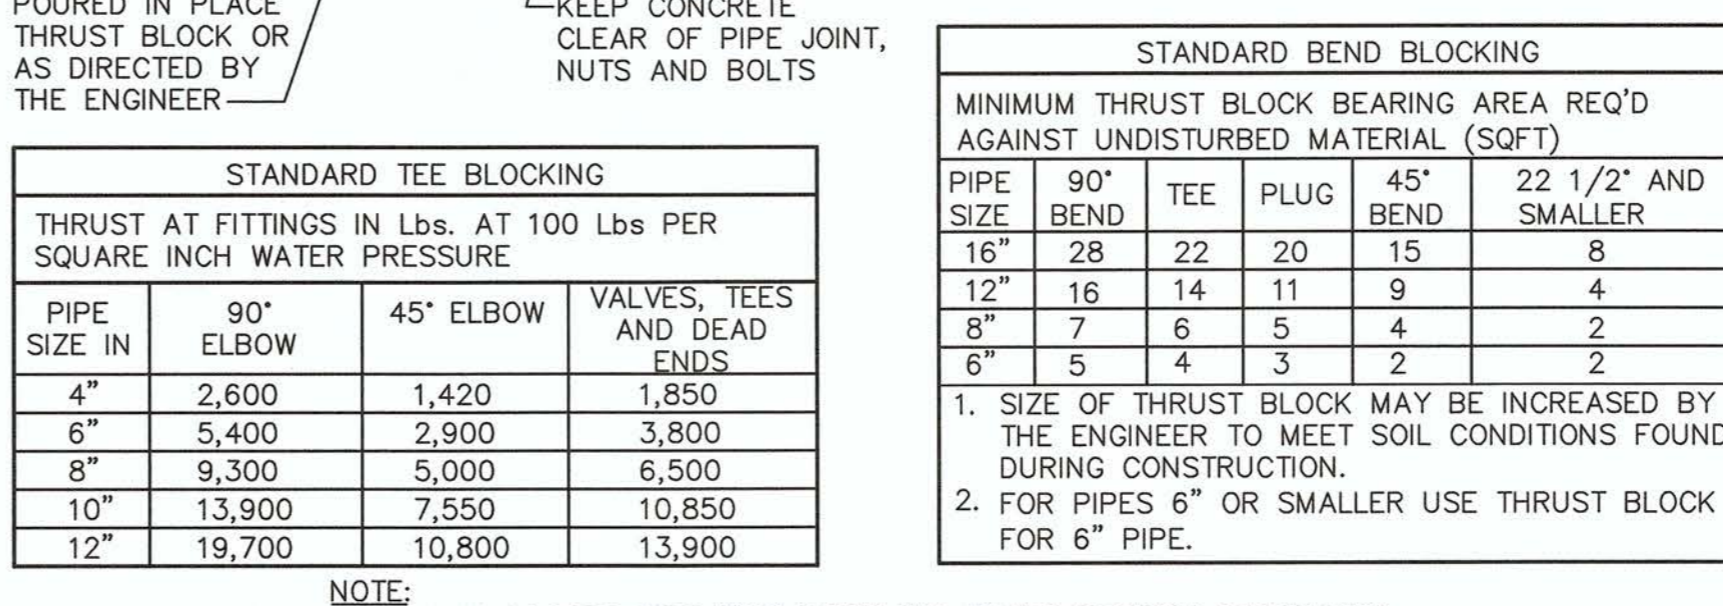 POURED IN PLACE
THRUST BLOCK OR
AS DIRECTED BY
THE ENGINEER
KEEP CONCRETE
CLEAR OF PIPE JOINT,
NUTS AND BOLTS
STANDARD TEE BLOCKING
THRUST AT FITTINGS IN Lbs. AT 100 Lbs PER
SQUARE INCH WATER PRESSURE
PIPE SIZE IN 90° ELBOW 45° ELBOW VALVES, TEES AND DEAD ENDS
4" 2,600 1,420 1,850
6" 5,400 2,900 3,800
8" 9,300 5,000 6,500
10" 13,900 7,550 10,850
12" 19,700 10,800 13,900
NOTE:
STANDARD BEND BLOCKING
MINIMUM THRUST BLOCK BEARING AREA REQ'D
AGAINST UNDISTURBED MATERIAL (SQFT)
PIPE SIZE 90° BEND TEE PLUG 45° BEND 22 1/2° AND SMALLER
16" 28 22 20 15 8
12" 16 14 11 9 4
8" 7 6 5 4 2
6" 5 4 3 2 2
1. SIZE OF THRUST BLOCK MAY BE INCREASED BY
THE ENGINEER TO MEET SOIL CONDITIONS FOUND
DURING CONSTRUCTION.
2. FOR PIPES 6" OR SMALLER USE THRUST BLOCK
FOR 6" PIPE.